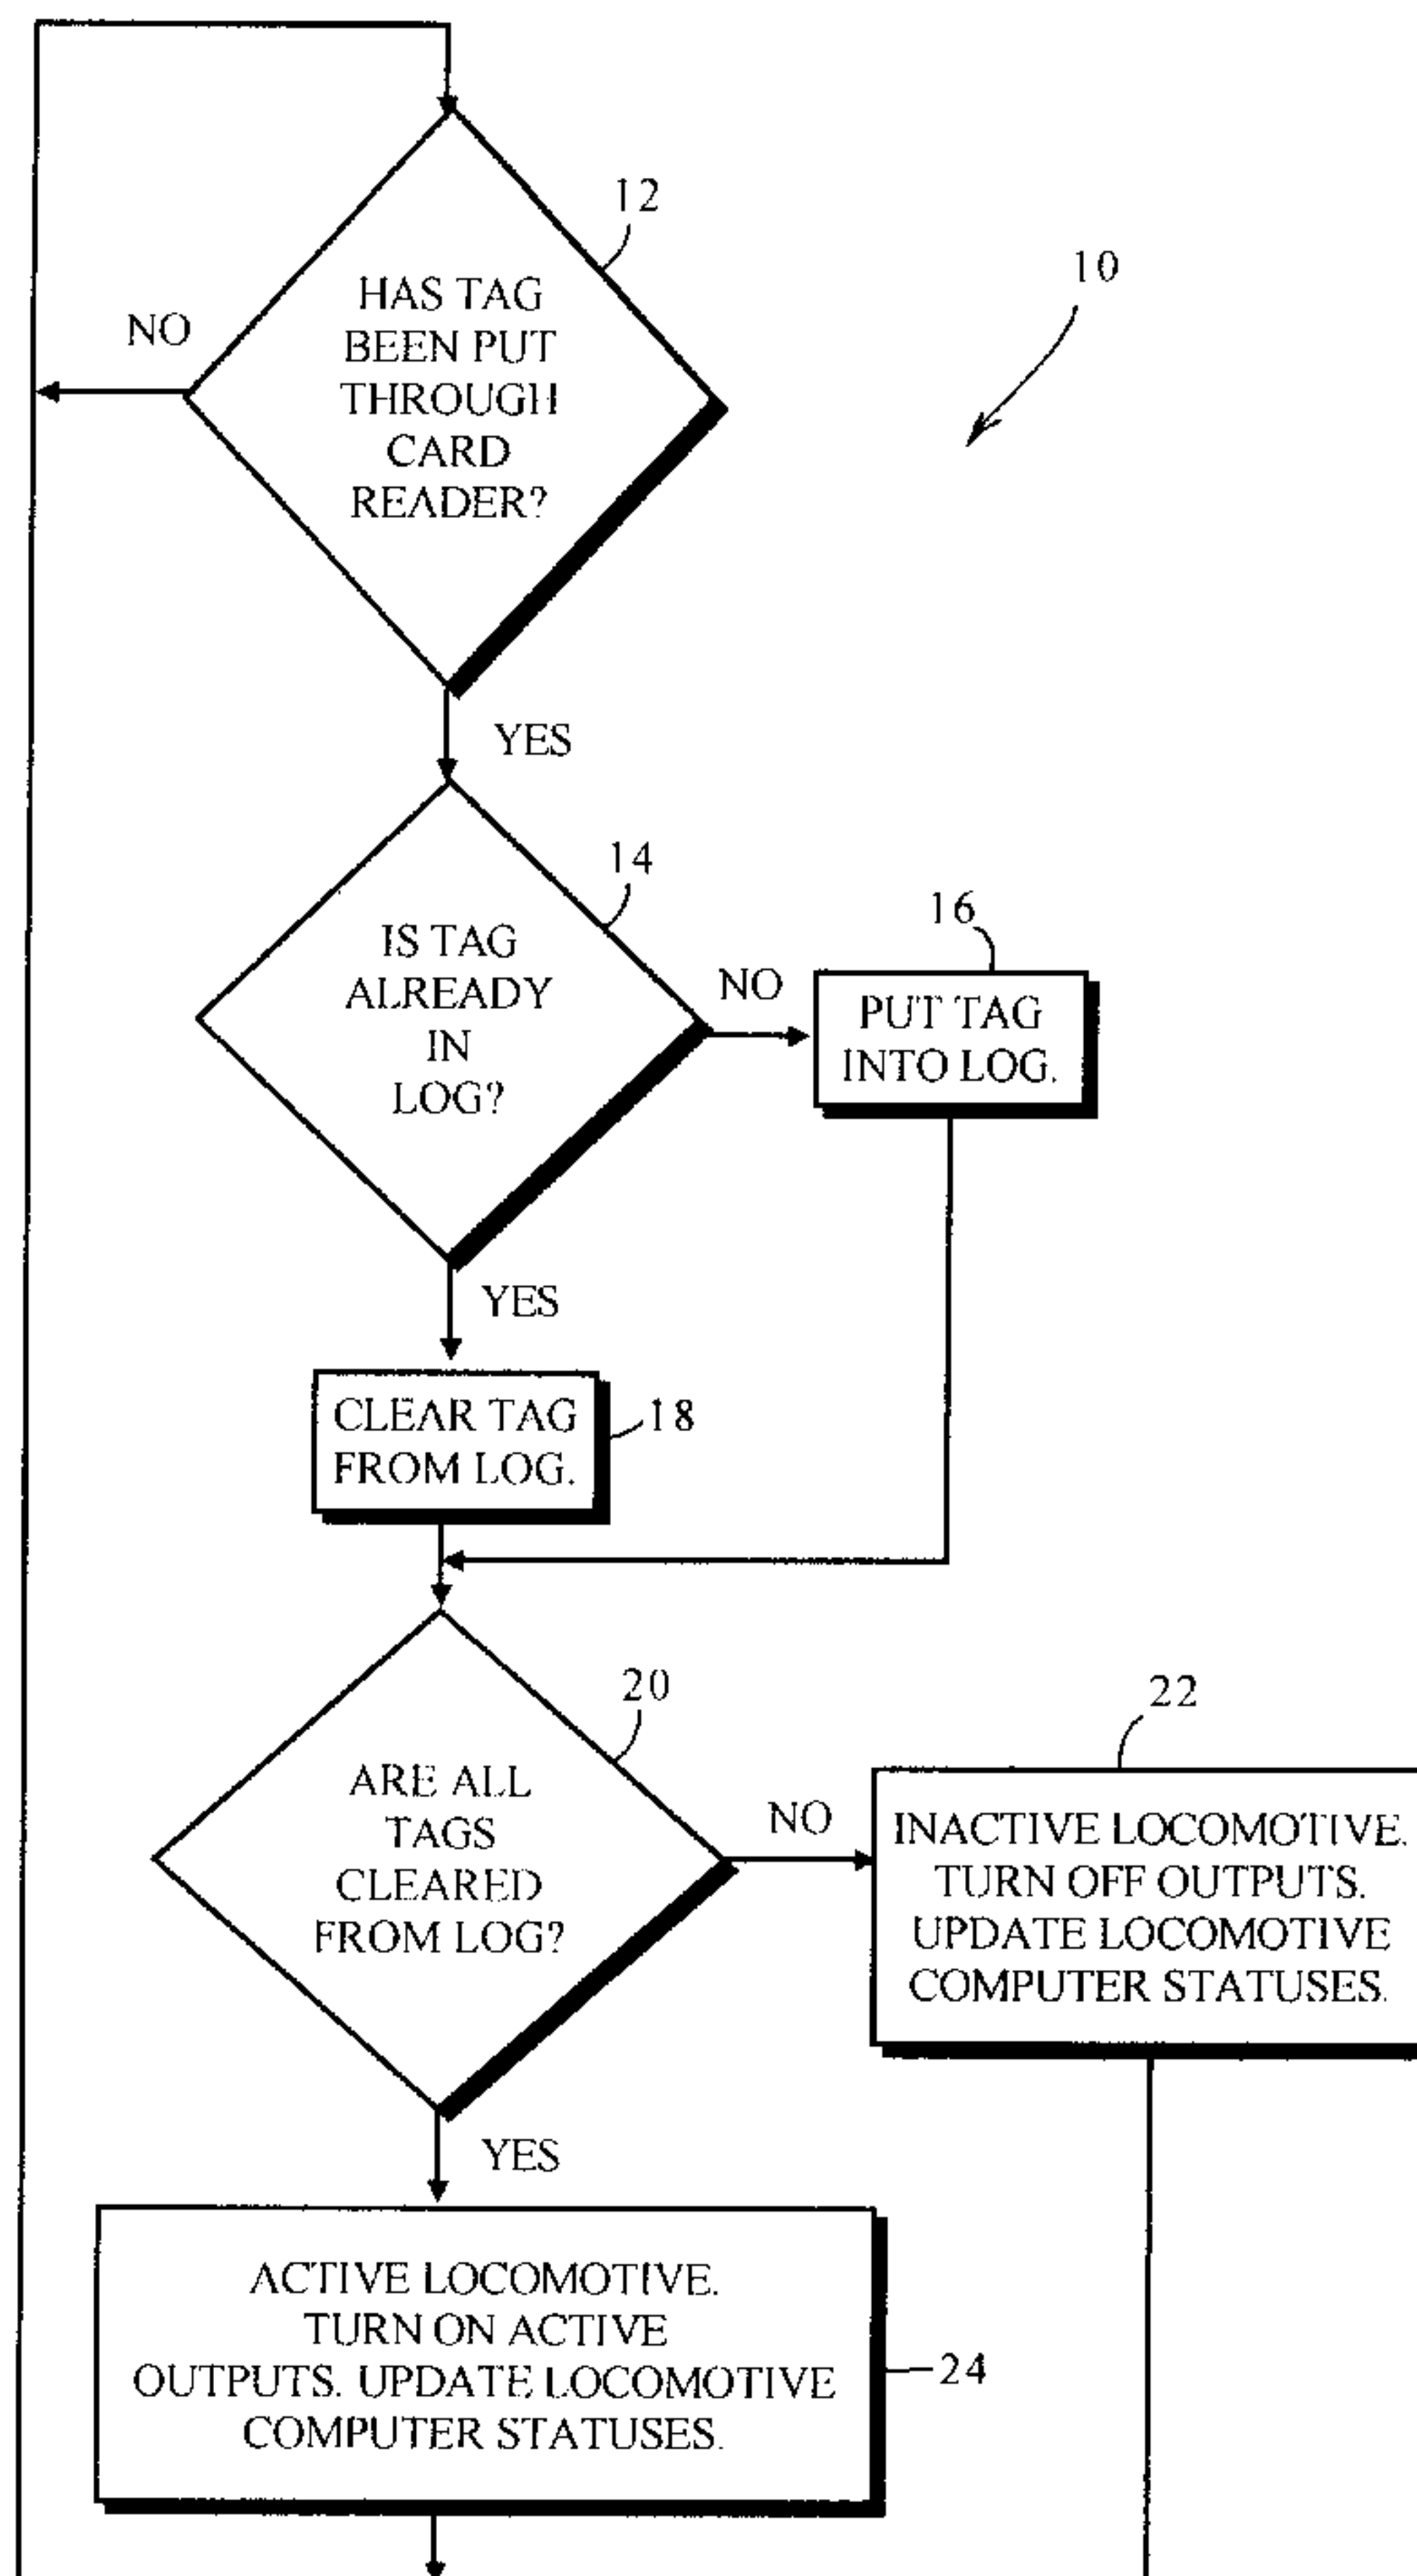 12
10
HAS TAG
BEEN PUT
THROUGH
CARD
READER?
NO
YES
14
IS TAG
ALREADY
IN
LOG?
NO
16
PUT TAG
INTO LOG.
YES
CLEAR TAG
FROM LOG.
18
20
ARE ALL
TAGS
CLEARED
FROM LOG?
NO
22
INACTIVE LOCOMOTIVE.
TURN OFF OUTPUTS.
UPDATE LOCOMOTIVE
COMPUTER STATUSES.
YES
ACTIVE LOCOMOTIVE.
TURN ON ACTIVE
OUTPUTS. UPDATE LOCOMOTIVE
COMPUTER STATUSES.
24